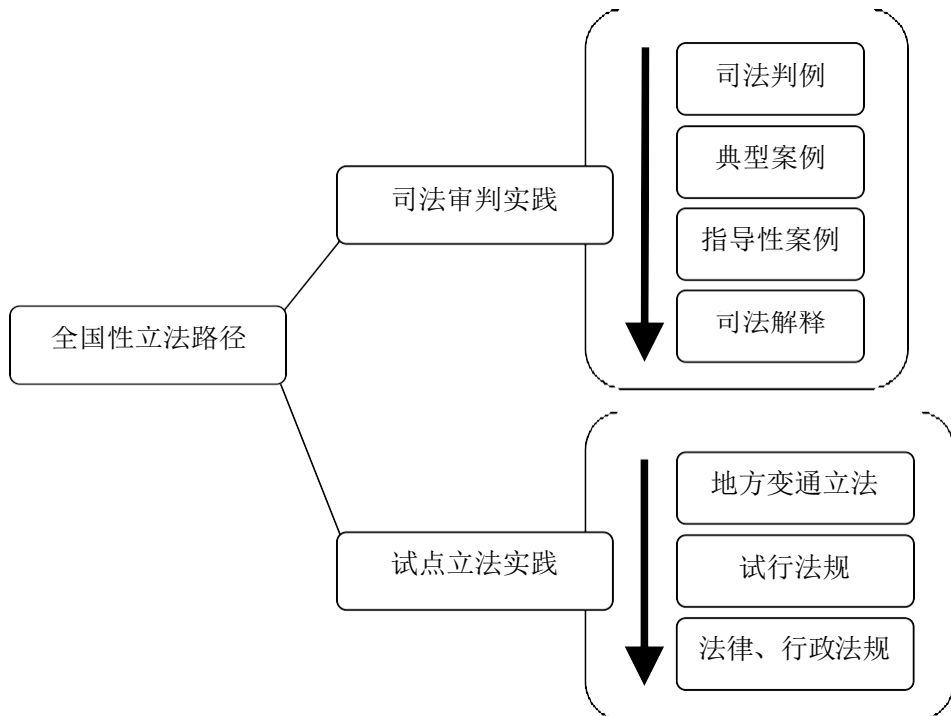 全国性立法路径
司法审判实践
司法判例
典型案例
指导性案例
司法解释
试点立法实践
地方变通立法
试行法规
法律、行政法规